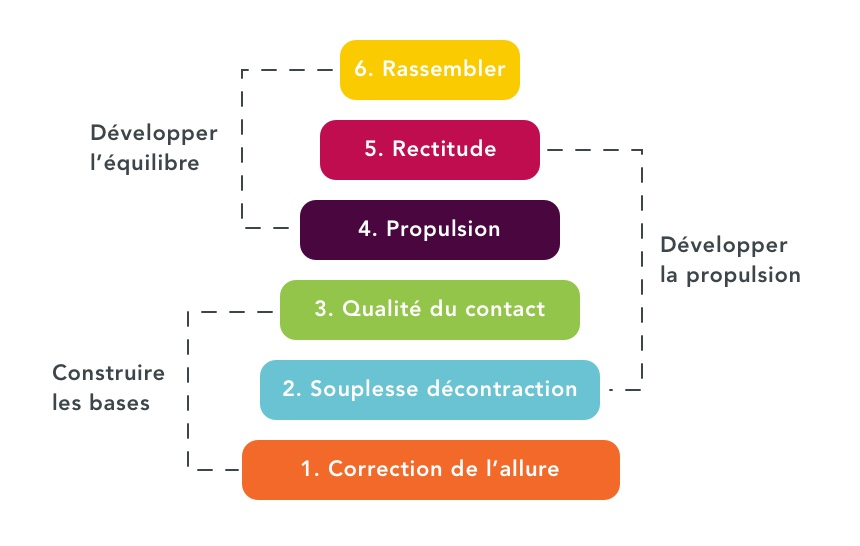 6. Rassembler
Développer
l’équilibre
5. Rectitude
4. Propulsion
Développer
la propulsion
3. Qualité du contact
Construire
les bases
2. Souplesse décontraction
1. Correction de l’allure